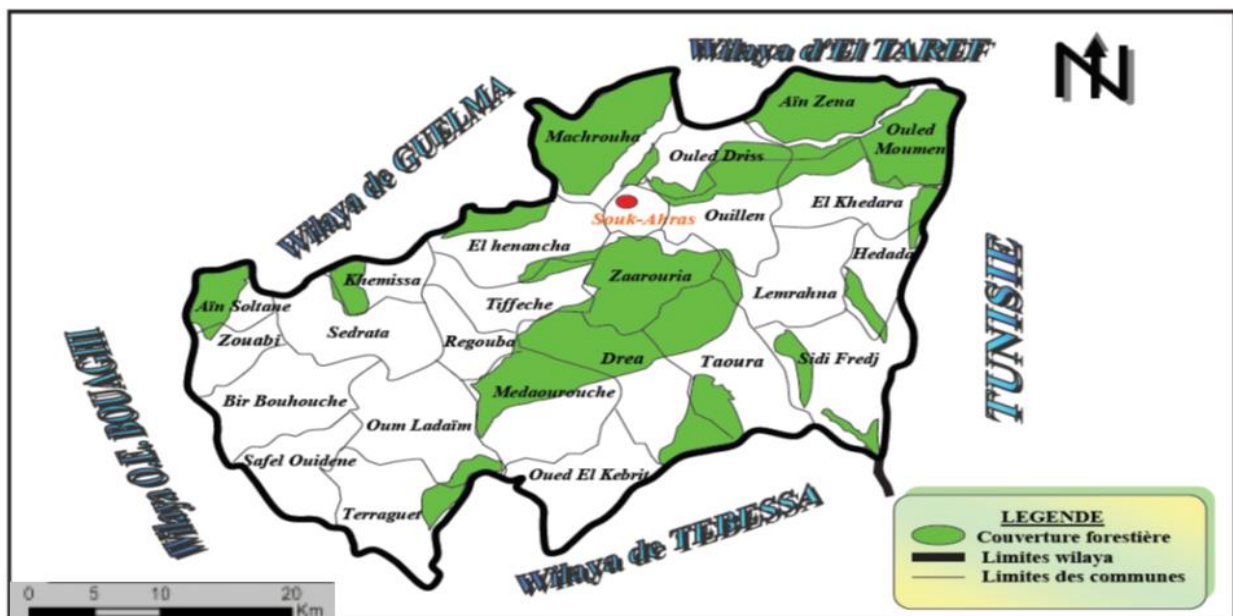 Wilaya d'El TAREF
N
Wilaya de GUELMA
Aïn Zena
Machrouha
Ouled
Moumen
Ouled Driss
El Khedara
Souk-Ahras
Ouillen
El henancha
Hedada
Khemissa
Zaarouria
Lemrahna
Aïn Soltane
Tiffeche
Zouabi
Sedrata
Regouba
Drea
Taoura
Sidi Fredj
TUNISIE
Medaourouche
Bir Bouhouche
Oum Ladaïm
Wilaja O.E. BOUAGHI
Safel Ouidene
Oued El Kebrit
Terraguet
Wilaya de TEBESSA
LEGENDE
Couverture forestière
Limites wilaya
Limites des communes
0 5 10 20
Km